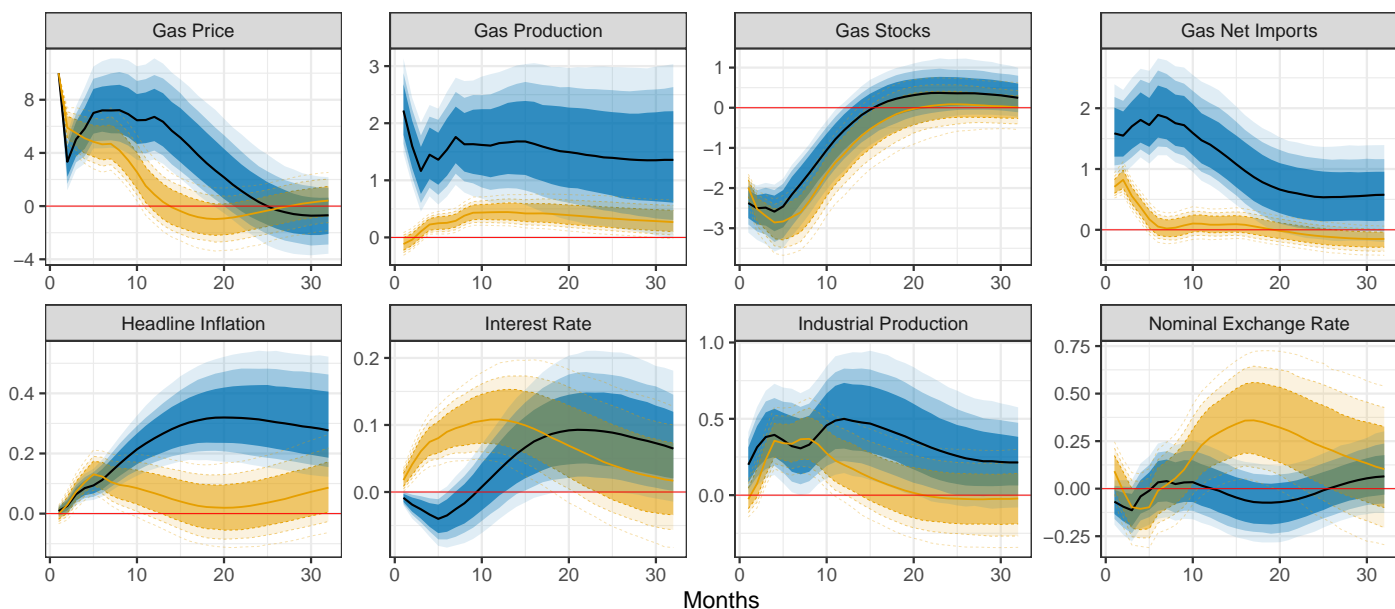 Gas Price
Gas Production
Gas Stocks
Gas Net Imports
8
4
0
−4
0 10 20 30
3
2
1
0
0 10 20 30
1
0
−1
−2
−3
0 10 20 30
2
1
0
0 10 20 30
Headline Inflation
Interest Rate
Industrial Production
Nominal Exchange Rate
0.4
0.2
0.0
0 10 20 30
0.2
0.1
0.0
0 10 20 30
1.0
0.5
0.0
0 10 20 30
0.75
0.50
0.25
0.00
−0.25
0 10 20 30
Months